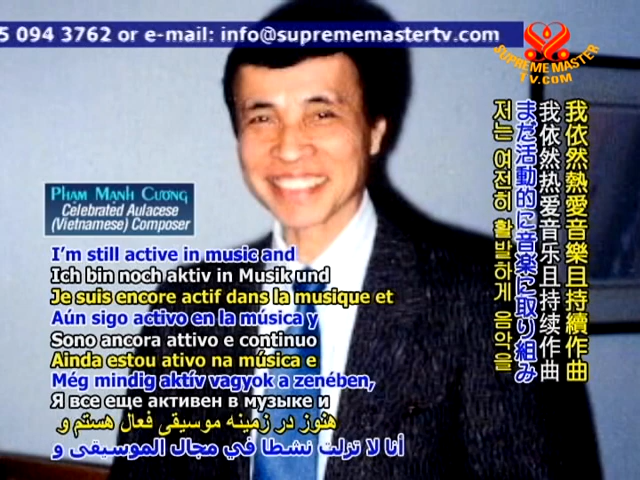 5 094 3762 or e-mail: info@suprememastertv.com
SUPREME MASTER
TV.COM
PHẠM MẠNH CƯƠNG
Celebrated Aulacese
(Vietnamese) Composer
I'm still active in music and
Ich bin noch aktiv in Musik und
Je suis encore actif dans la musique et
Aún sigo activo en la música y
Sono ancora attivo e continuo
Ainda estou ativo na música e
Még mindig aktív vagyok a zenében,
Я все еще активен в музыке и
هنوز در زمینه موسیقی فعال هستم و
أنا لا تزلت نشطا في مجال الموسيقى و
我依然熱愛音樂且持續作曲
我依然热爱音乐且持续作曲
まだ活動的に音楽に取り組み
저는 여전히 활발하게 음악을